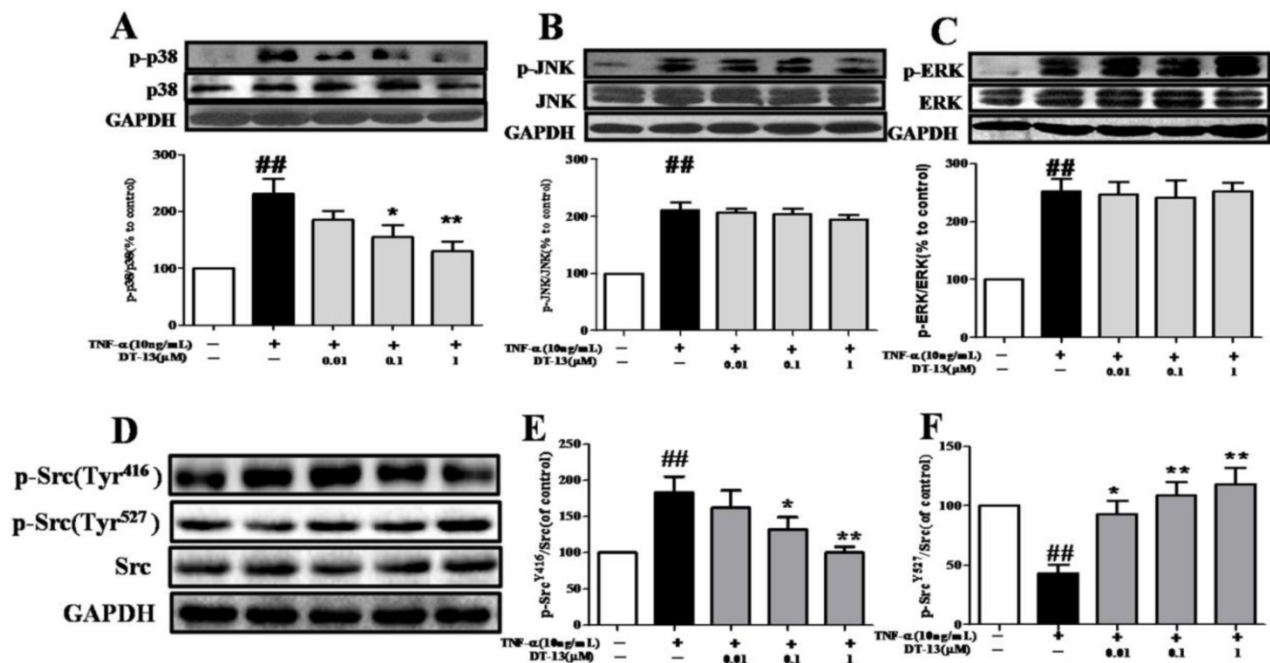 A
p-p38
p38
GAPDH
300
200
100
0
p-p38/p38(% to control)
##
*
**
TNF-α(10ng/mL) – + + + +
DT-13(μM) – – 0.01 0.1 1
B
p-JNK
JNK
GAPDH
300
200
100
0
p-JNK/JNK(% to control)
##
TNF-α(10ng/mL) – + + + +
DT-13(μM) – – 0.01 0.1 1
C
p-ERK
ERK
GAPDH
300
200
100
0
p-ERK/ERK(% to control)
##
TNF-α(10ng/mL) – + + + +
DT-13(μM) – – 0.01 0.1 1
D
p-Src(Tyr⁴¹⁶)
p-Src(Tyr⁵²⁷)
Src
GAPDH
E
250
200
150
100
50
0
p-Src Y416/Src(of control)
##
*
**
TNF-α(10ng/mL) – + + + +
DT-13(μM) – – 0.01 0.1 1
F
150
100
50
0
p-Src Y527/Src(of control)
##
*
**
**
TNF-α(10ng/mL) – + + + +
DT-13(μM) – – 0.01 0.1 1